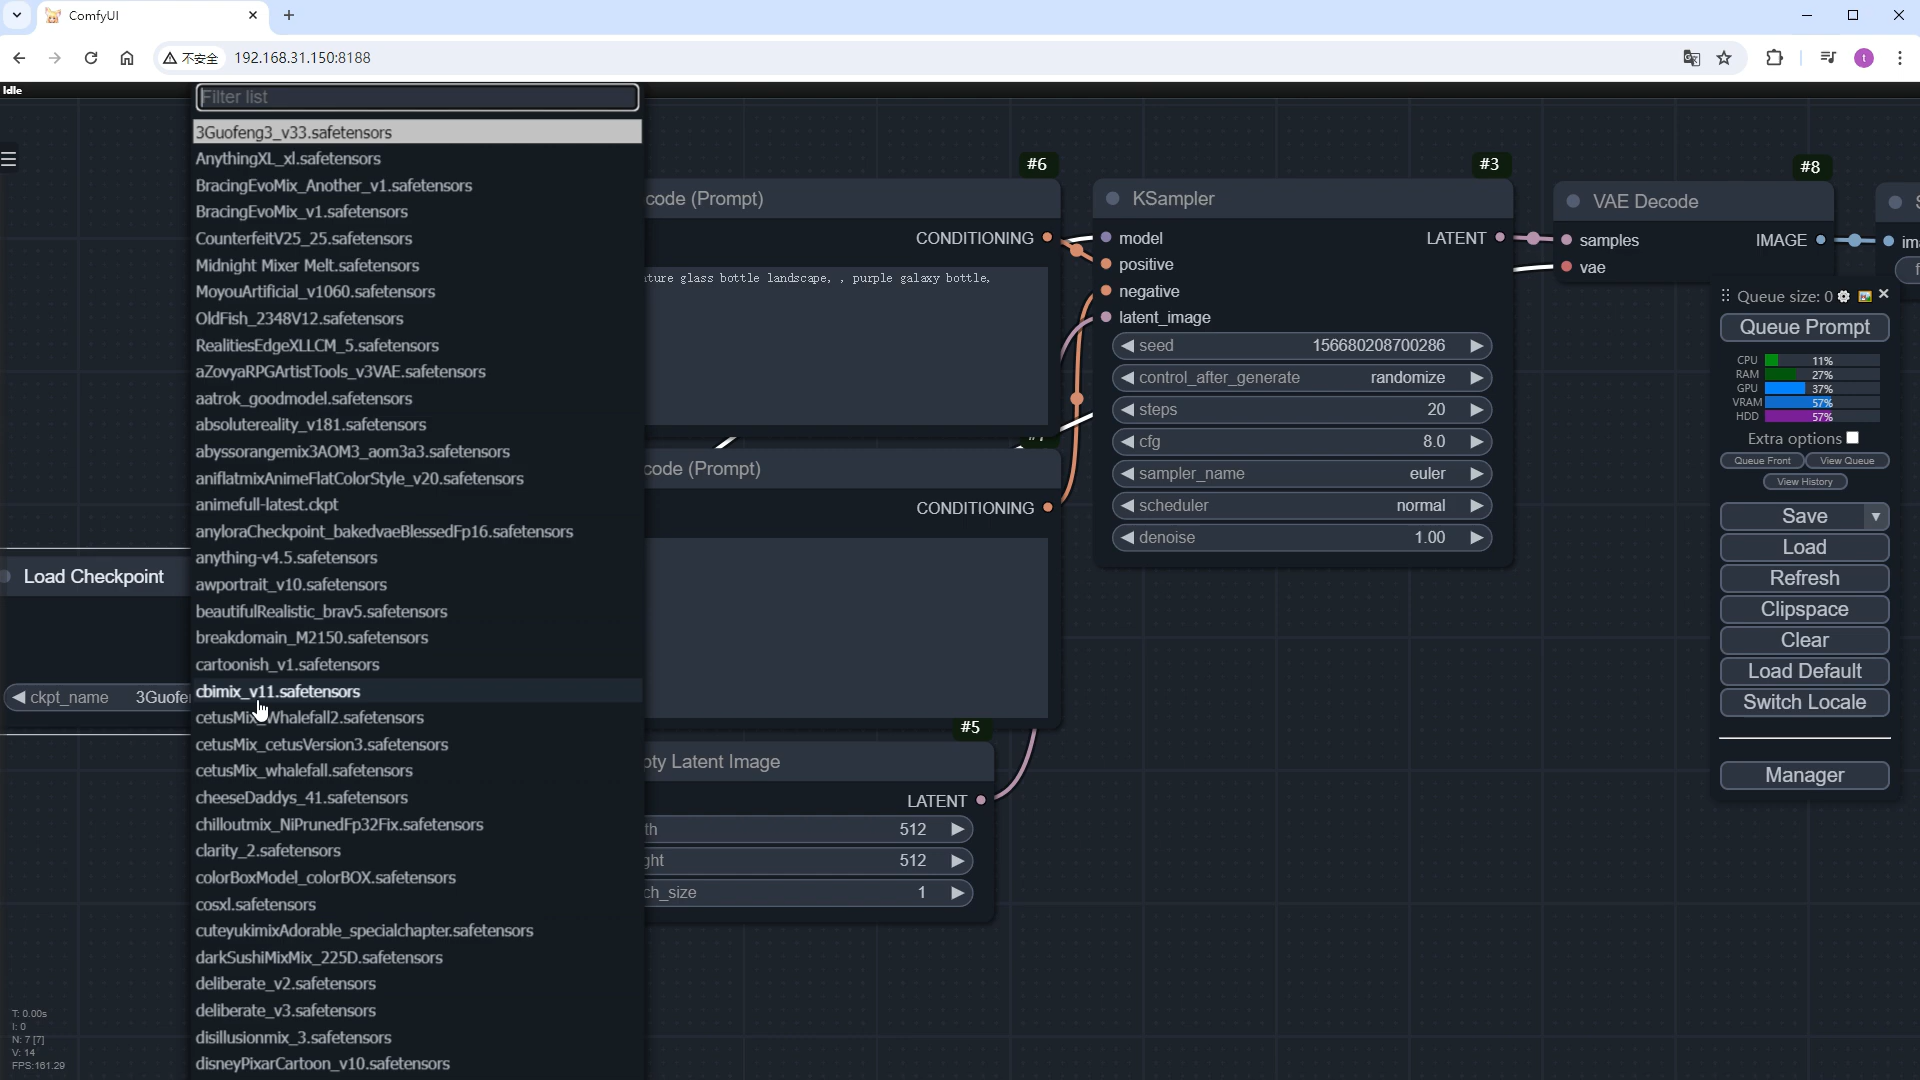 ComfyUI
不安全
192.168.31.150:8188
t
Idle
Filter list
3Guofeng3_v33.safetensors
AnythingXL_xl.safetensors
BracingEvoMix_Another_v1.safetensors
BracingEvoMix_v1.safetensors
CounterfeitV25_25.safetensors
Midnight Mixer Melt.safetensors
MoyouArtificial_v1060.safetensors
OldFish_2348V12.safetensors
RealitiesEdgeXLLCM_5.safetensors
aZovyaRPGArtistTools_v3VAE.safetensors
aatrok_goodmodel.safetensors
absolutereality_v181.safetensors
abyssorangemix3AOM3_aom3a3.safetensors
aniflatmixAnimeFlatColorStyle_v20.safetensors
animefull-latest.ckpt
anyloraCheckpoint_bakedvaeBlessedFp16.safetensors
anything-v4.5.safetensors
awportrait_v10.safetensors
beautifulRealistic_brav5.safetensors
breakdomain_M2150.safetensors
cartoonish_v1.safetensors
cbimix_v11.safetensors
cetusMix_Whalefall2.safetensors
cetusMix_cetusVersion3.safetensors
cetusMix_whalefall.safetensors
cheeseDaddys_41.safetensors
chilloutmix_NiPrunedFp32Fix.safetensors
clarity_2.safetensors
colorBoxModel_colorBOX.safetensors
cosxl.safetensors
cuteyukimixAdorable_specialchapter.safetensors
darkSushiMixMix_225D.safetensors
deliberate_v2.safetensors
deliberate_v3.safetensors
disillusionmix_3.safetensors
disneyPixarCartoon_v10.safetensors
Load Checkpoint
ckpt_name 3Guofe
T: 0.00s
I: 0
N: 7 [7]
V: 14
FPS:161.29
#6
code (Prompt)
CONDITIONING
ature glass bottle landscape, , purple galaxy bottle,
code (Prompt)
CONDITIONING
#5
pty Latent Image
LATENT
th 512
ght 512
ch_size 1
#3
KSampler
model LATENT
positive
negative
latent_image
seed 156680208700286
control_after_generate randomize
steps 20
cfg 8.0
sampler_name euler
scheduler normal
denoise 1.00
#8
VAE Decode
samples IMAGE
vae
im
Queue size: 0
Queue Prompt
CPU 11%
RAM 27%
GPU 37%
VRAM 57%
HDD 57%
Extra options
Queue Front View Queue
View History
Save
Load
Refresh
Clipspace
Clear
Load Default
Switch Locale
Manager